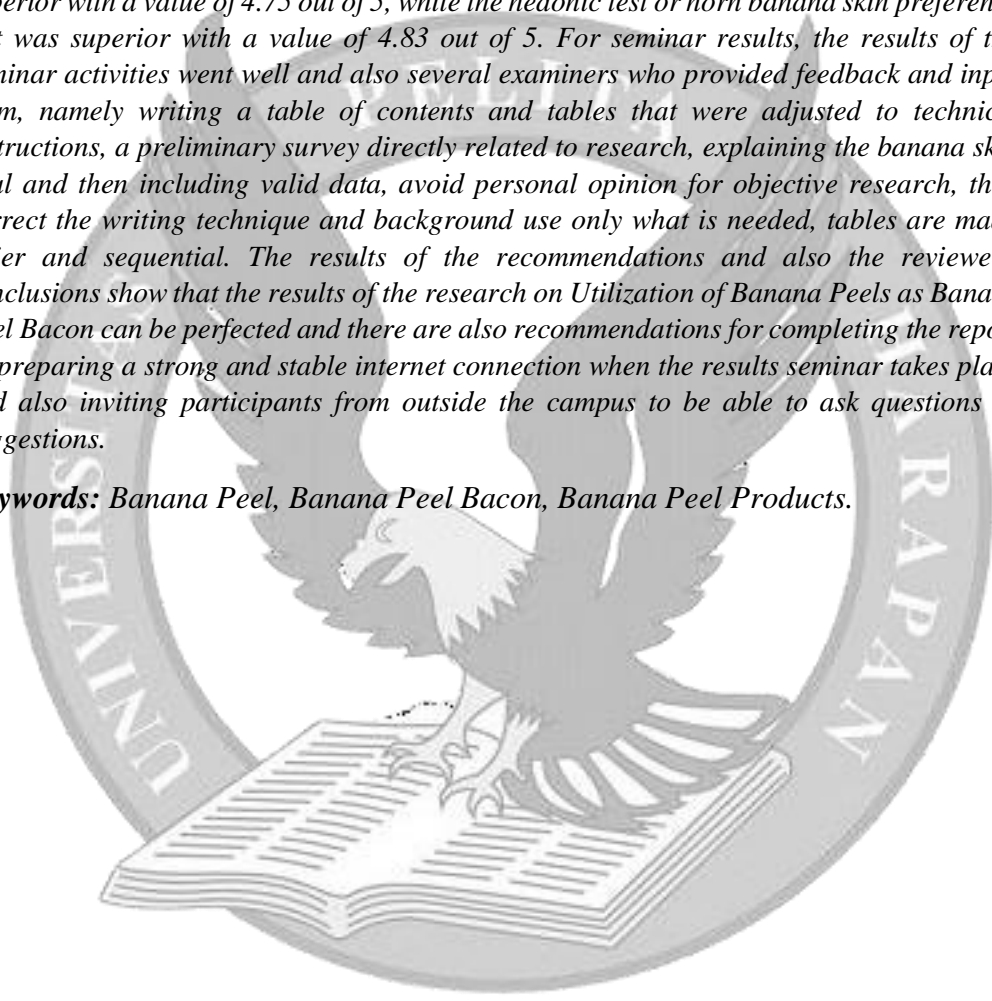 perior with a value of 4.75 out of 5, while the hedonic test or horn banana skin preferen
t was superior with a value of 4.83 out of 5. For seminar results, the results of t
minar activities went well and also several examiners who provided feedback and inp
m, namely writing a table of contents and tables that were adjusted to technic
tructions, a preliminary survey directly related to research, explaining the banana sk
ul and then including valid data, avoid personal opinion for objective research, th
rrect the writing technique and background use only what is needed, tables are ma
ier and sequential. The results of the recommendations and also the reviewe
nclusions show that the results of the research on Utilization of Banana Peels as Bana
el Bacon can be perfected and there are also recommendations for completing the repo
preparing a strong and stable internet connection when the results seminar takes pla
d also inviting participants from outside the campus to be able to ask questions
ggestions.
ywords: Banana Peel, Banana Peel Bacon, Banana Peel Products.
UNIVERSITAS PELITA HARAPAN